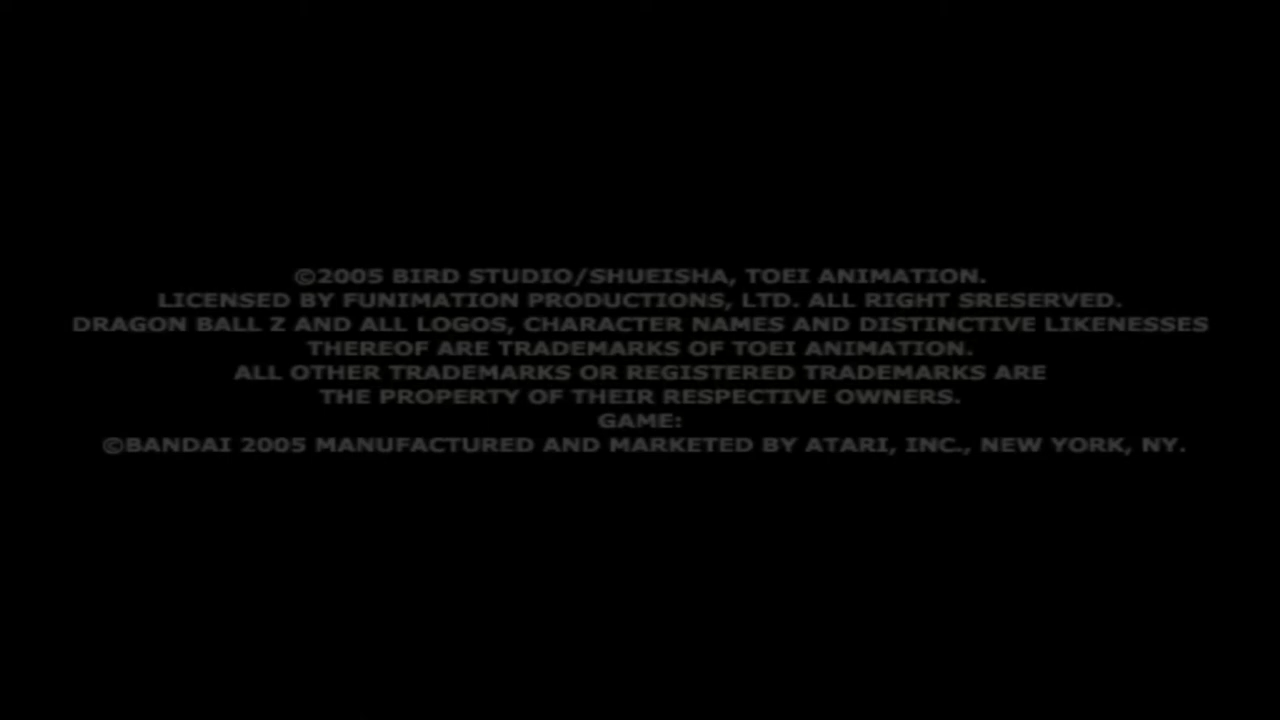 ©2005 BIRD STUDIO/SHUEISHA, TOEI ANIMATION.
LICENSED BY FUNIMATION PRODUCTIONS, LTD. ALL RIGHT SRESERVED.
DRAGON BALL Z AND ALL LOGOS, CHARACTER NAMES AND DISTINCTIVE LIKENESSES
THEREOF ARE TRADEMARKS OF TOEI ANIMATION.
ALL OTHER TRADEMARKS OR REGISTERED TRADEMARKS ARE
THE PROPERTY OF THEIR RESPECTIVE OWNERS.
GAME:
©BANDAI 2005 MANUFACTURED AND MARKETED BY ATARI, INC., NEW YORK, NY.